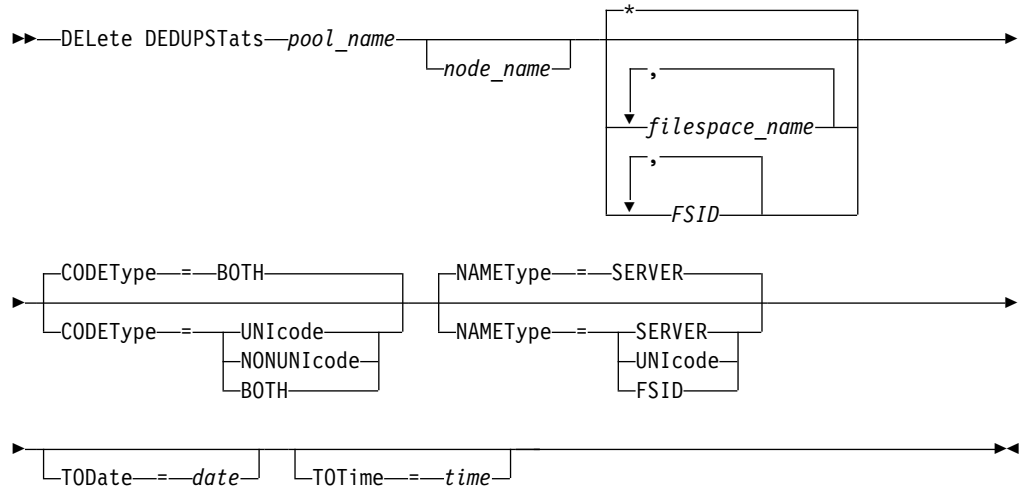 *
DELete DEDUPSTats pool_name
node_name
,
filespace_name
,
FSID
CODEType = BOTH NAMEType = SERVER
CODEType = UNIcode NAMEType = SERVER
NONUNIcode UNIcode
BOTH FSID
TODate = date TOTime = time